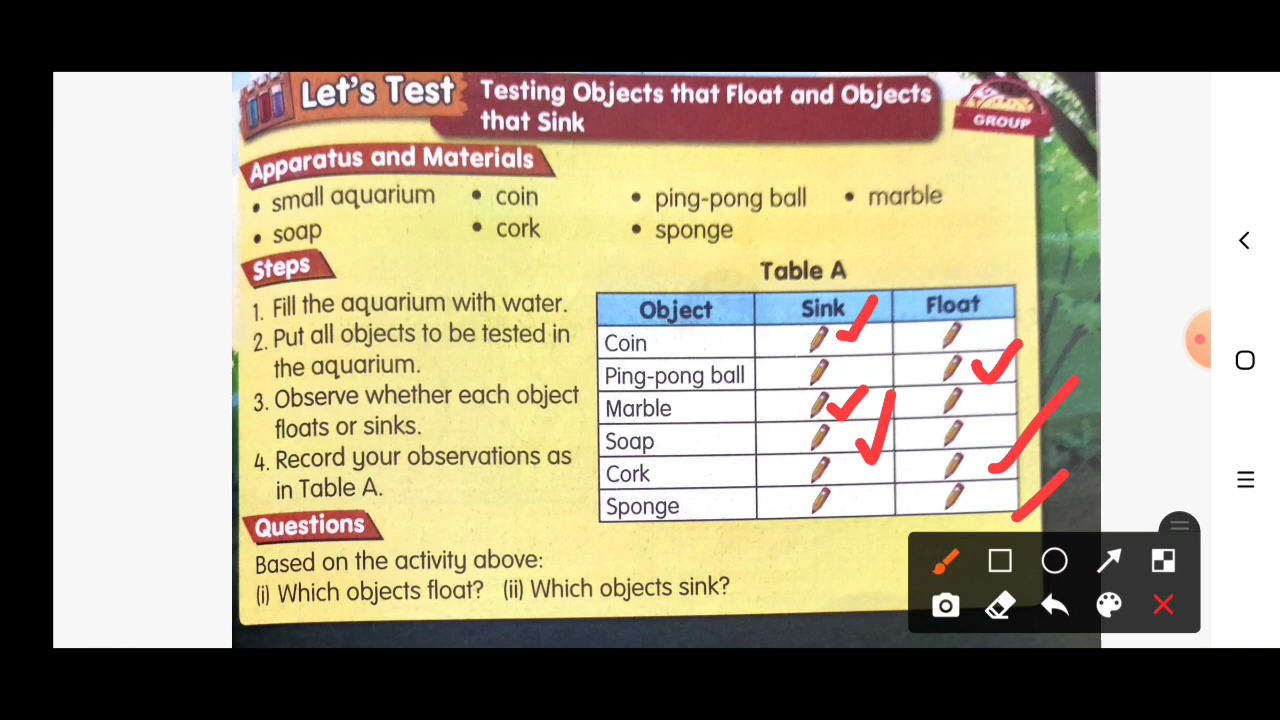 Let's Test
Testing Objects that Float and Objects
that Sink
GROUP
Apparatus and Materials
• small aquarium • coin • ping-pong ball • marble
• soap • cork • sponge
Steps
1. Fill the aquarium with water.
2. Put all objects to be tested in
the aquarium.
3. Observe whether each object
floats or sinks.
4. Record your observations as
in Table A.
Table A
Object Sink Float
Coin
Ping-pong ball
Marble
Soap
Cork
Sponge
Questions
Based on the activity above:
(i) Which objects float? (ii) Which objects sink?